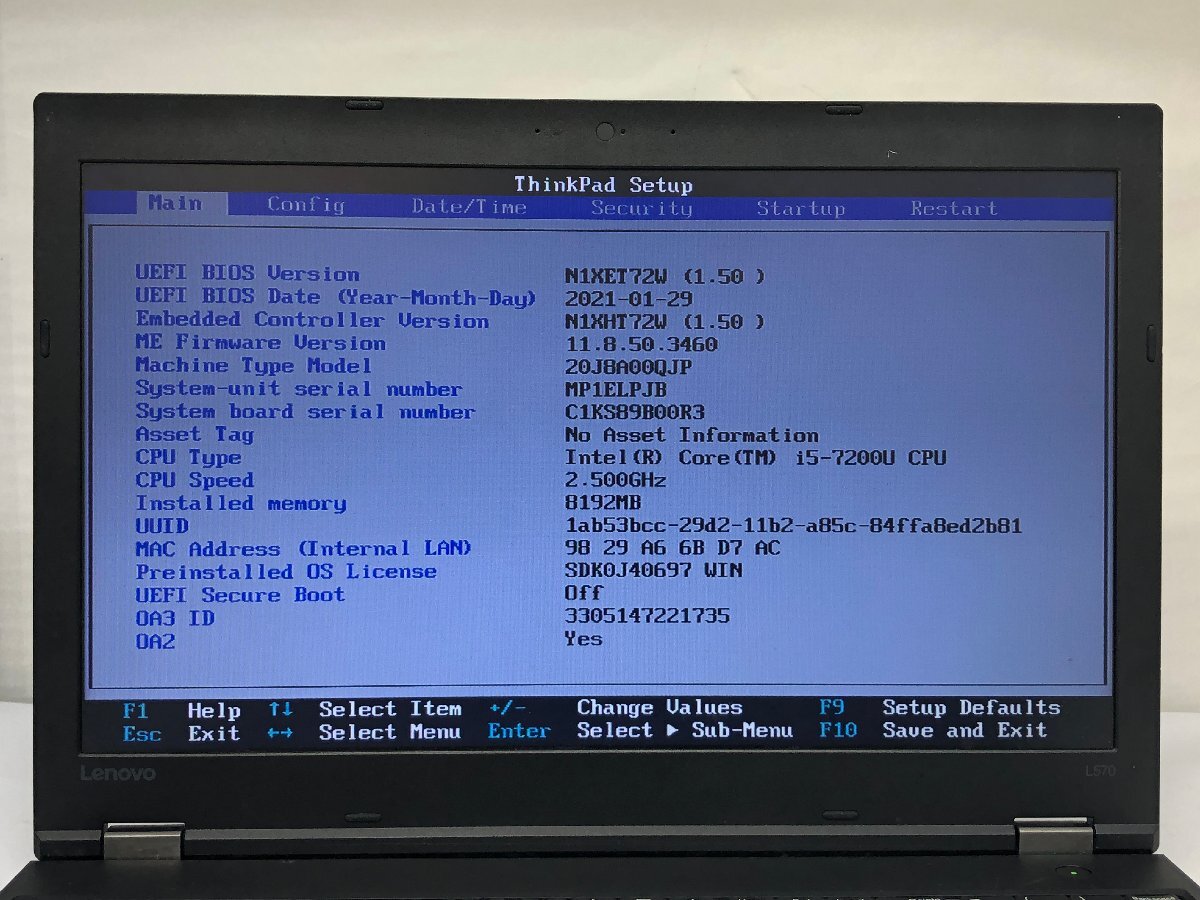 ThinkPad Setup
Main Config Date/Time Security Startup Restart
UEFI BIOS Version N1XET72W (1.50 )
UEFI BIOS Date (Year-Month-Day) 2021-01-29
Embedded Controller Version N1XHT72W (1.50 )
ME Firmware Version 11.8.50.3460
Machine Type Model 20J8A00QJP
System-unit serial number MP1ELPJB
System board serial number C1KS89B00R3
Asset Tag No Asset Information
CPU Type Intel(R) Core(TM) i5-7200U CPU
CPU Speed 2.500GHz
Installed memory 8192MB
UUID 1ab53bcc-29d2-11b2-a85c-84ffa8ed2b81
MAC Address (Internal LAN) 98 29 A6 6B D7 AC
Preinstalled OS License SDK0J40697 WIN
UEFI Secure Boot Off
OA3 ID 3305147221735
OA2 Yes
F1 Help ↑↓ Select Item +/- Change Values F9 Setup Defaults
Esc Exit ←→ Select Menu Enter Select ▶ Sub-Menu F10 Save and Exit
Lenovo L570